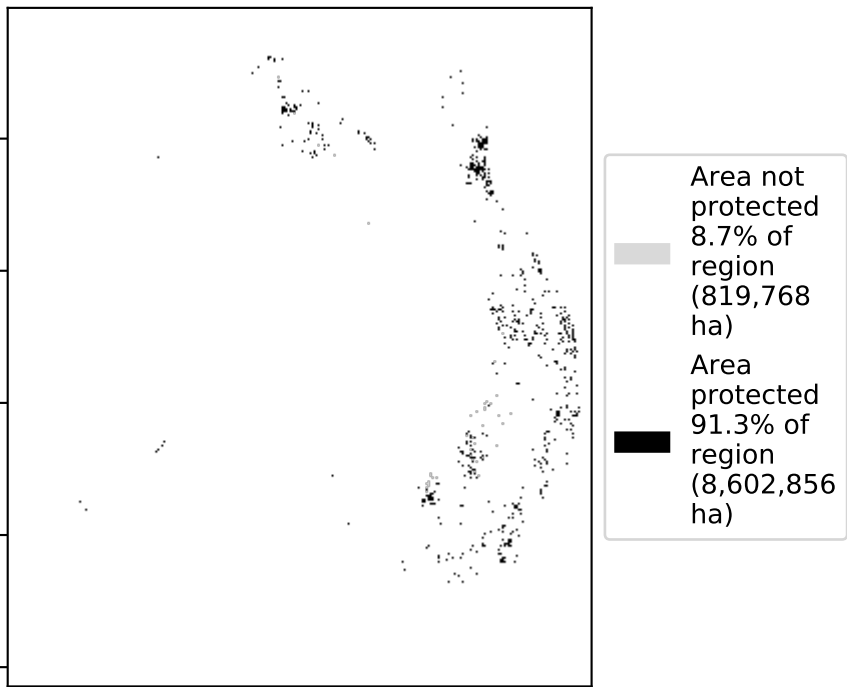 Area not
protected
8.7% of
region
(819,768
ha)
Area
protected
91.3% of
region
(8,602,856
ha)